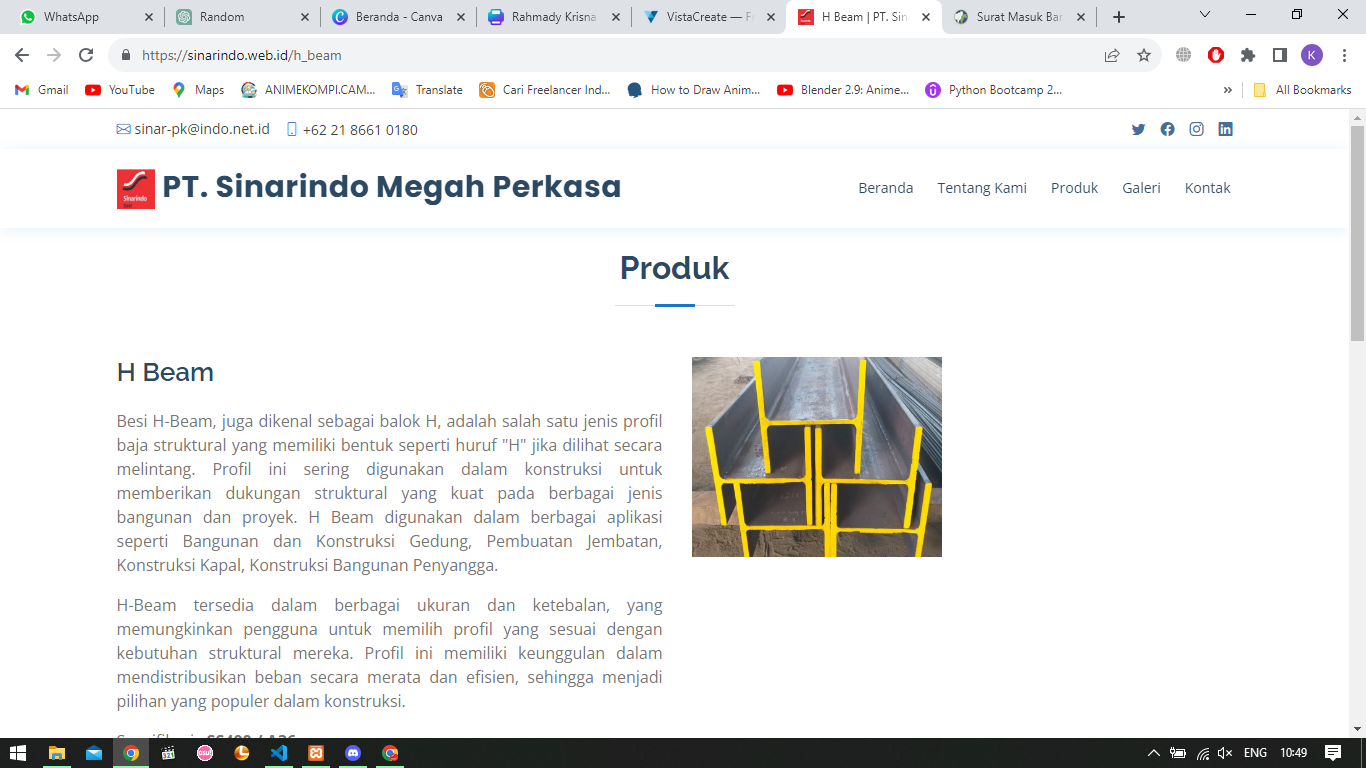 WhatsApp
Random
Beranda - Canva
Rahmady Krisna
VistaCreate — F
H Beam | PT. Sin
Surat Masuk Bar
https://sinarindo.web.id/h_beam
K
Gmail
YouTube
Maps
ANIMEKOMPI.CAM...
Translate
Cari Freelancer Ind...
How to Draw Anim...
Blender 2.9: Anime...
Python Bootcamp 2...
»
All Bookmarks
sinar-pk@indo.net.id
+62 21 8661 0180
Sinarindo
PT. Sinarindo Megah Perkasa
Beranda
Tentang Kami
Produk
Galeri
Kontak
Produk
H Beam
Besi H-Beam, juga dikenal sebagai balok H, adalah salah satu jenis profil
baja struktural yang memiliki bentuk seperti huruf "H" jika dilihat secara
melintang. Profil ini sering digunakan dalam konstruksi untuk
memberikan dukungan struktural yang kuat pada berbagai jenis
bangunan dan proyek. H Beam digunakan dalam berbagai aplikasi
seperti Bangunan dan Konstruksi Gedung, Pembuatan Jembatan,
Konstruksi Kapal, Konstruksi Bangunan Penyangga.
H-Beam tersedia dalam berbagai ukuran dan ketebalan, yang
memungkinkan pengguna untuk memilih profil yang sesuai dengan
kebutuhan struktural mereka. Profil ini memiliki keunggulan dalam
mendistribusikan beban secara merata dan efisien, sehingga menjadi
pilihan yang populer dalam konstruksi.
osu!
ENG
10:49